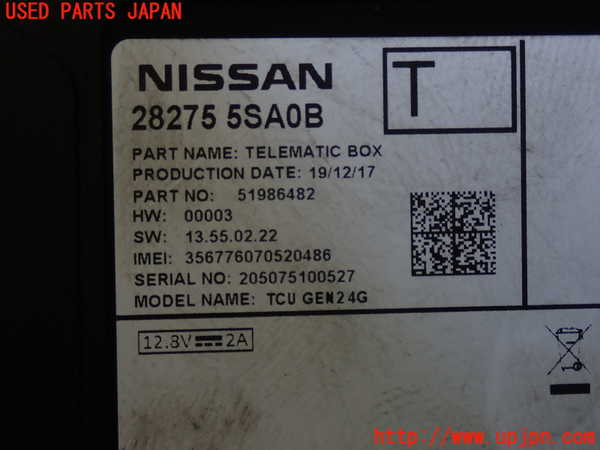 USED PARTS JAPAN
NISSAN
T
28275 5SA0B
PART NAME: TELEMATIC BOX
PRODUCTION DATE: 19/12/17
PART NO: 51986482
HW: 00003
SW: 13.55.02.22
IMEI: 356776070520486
SERIAL NO: 205075100527
MODEL NAME: TCU GEN2 4G
12.8V 2A
http://www.upjpn.com/